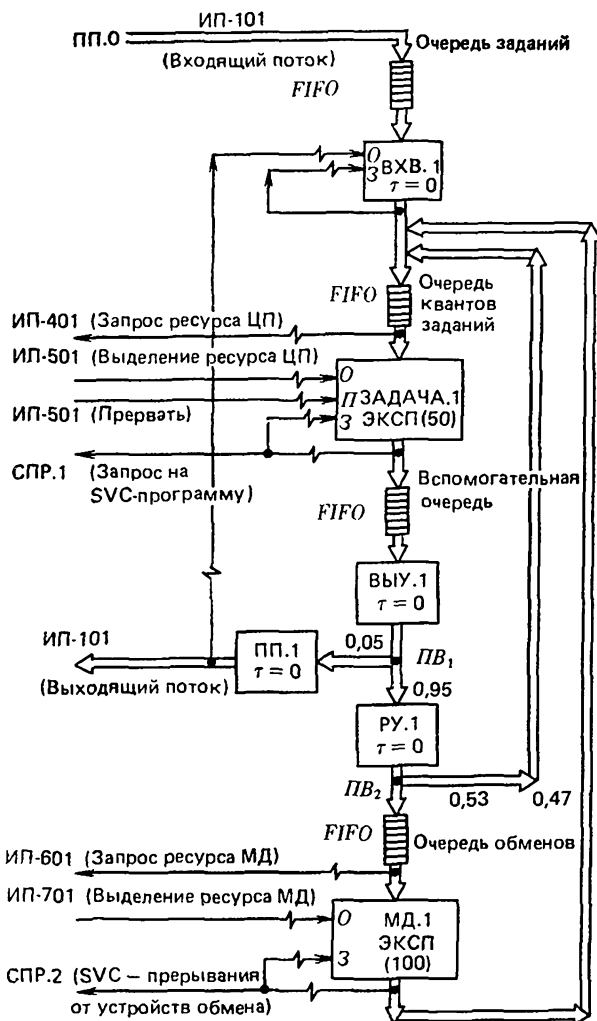 ИП-101
ПП.0
(Входящий поток)
Очередь заданий
FIFO
О
З
ВХВ.1
τ = 0
FIFO
Очередь
квантов
заданий
ИП-401 (Запрос ресурса ЦП)
ИП-501 (Выделение ресурса ЦП)
О
ИП-501 (Прервать)
П
З
ЗАДАЧА.1
ЭКСП(50)
СПР.1 (Запрос на
SVC-программу)
Вспомогательная
очередь
FIFO
ВЫУ.1
τ = 0
ИП-101
(Выходящий поток)
ПП.1
τ = 0
0,05
ПВ1
0,95
РУ.1
τ = 0
ПВ2
0,53
0,47
FIFO
Очередь обменов
ИП-601 (Запрос ресурса МД)
ИП-701 (Выделение ресурса МД)
О
З
МД.1
ЭКСП
(100)
СПР.2 (SVC – прерывания
от устройств обмена)